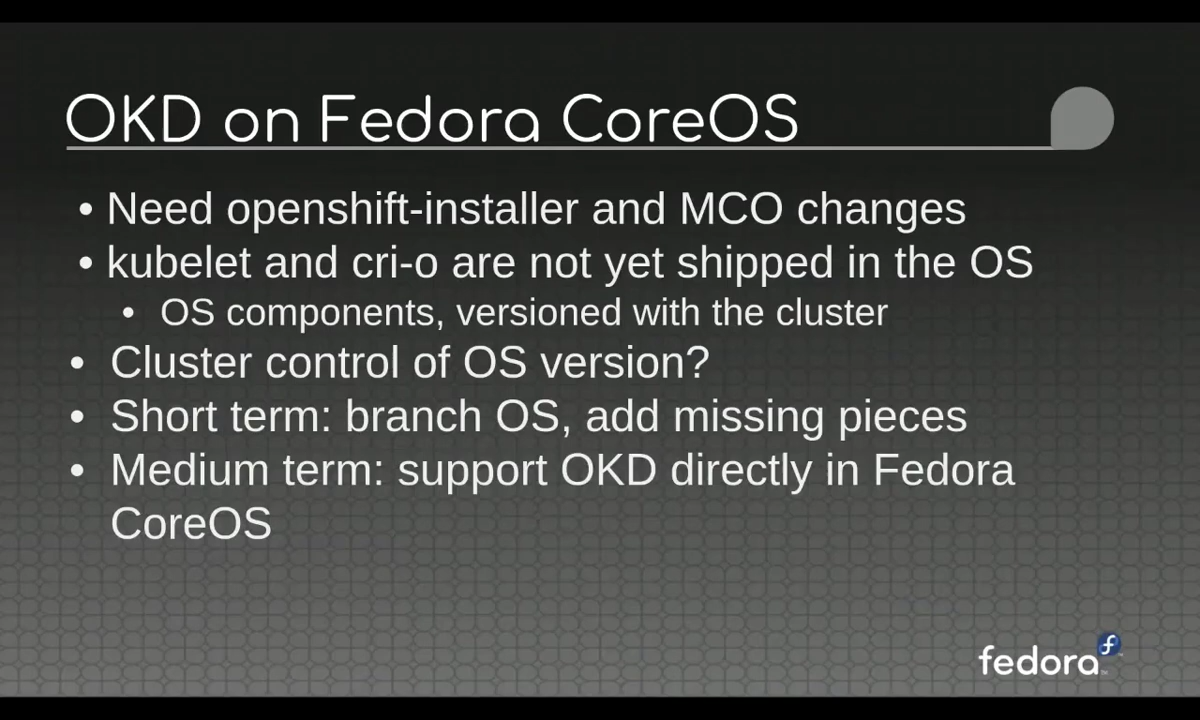 OKD on Fedora CoreOS
• Need openshift-installer and MCO changes
• kubelet and cri-o are not yet shipped in the OS
• OS components, versioned with the cluster
• Cluster control of OS version?
• Short term: branch OS, add missing pieces
• Medium term: support OKD directly in Fedora
CoreOS
fedora